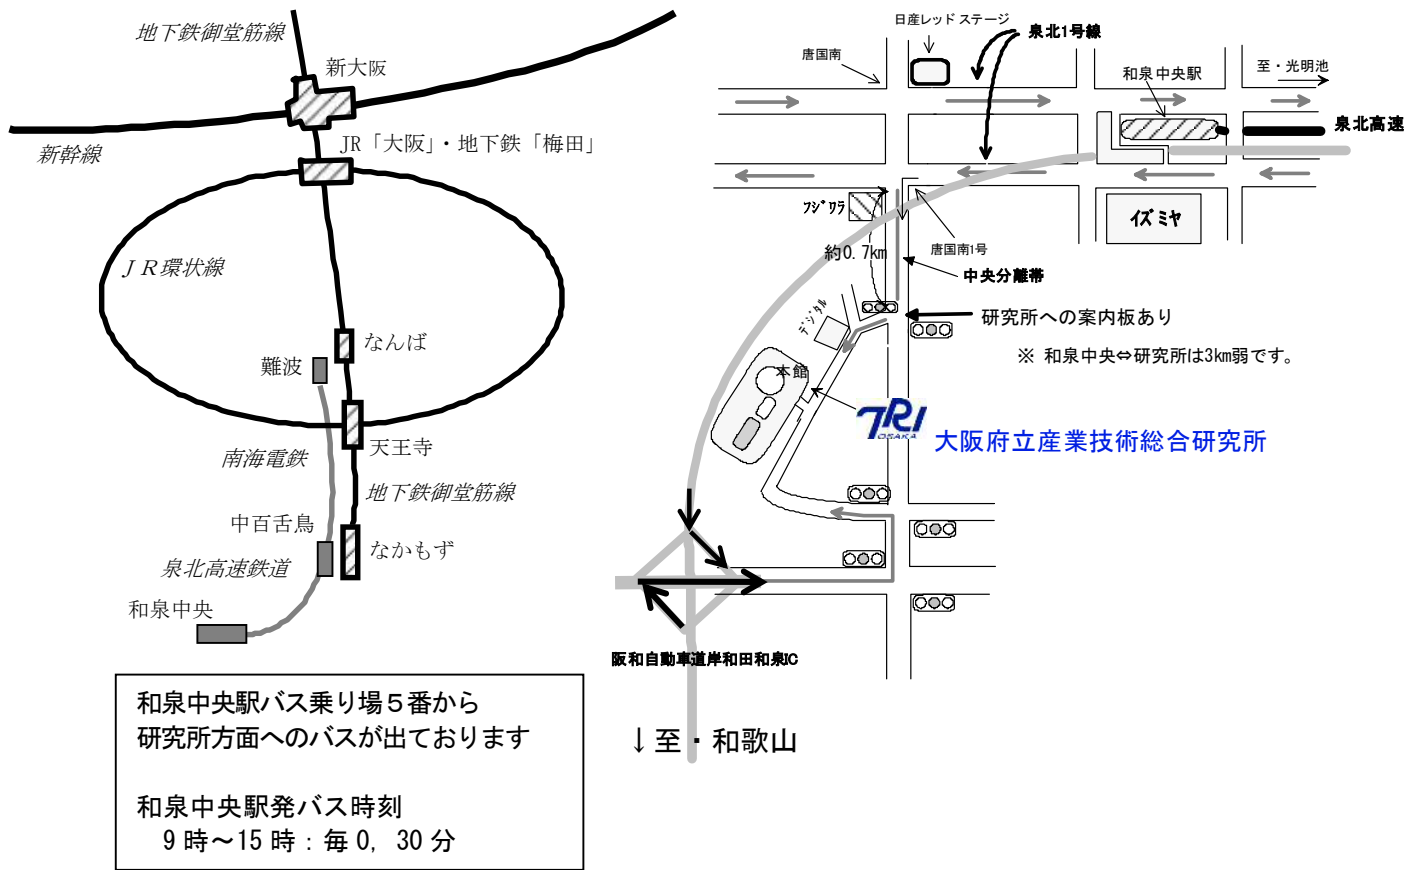 地下鉄御堂筋線
新大阪
新幹線
JR「大阪」・地下鉄「梅田」
ＪＲ環状線
なんば
難波
天王寺
南海電鉄
地下鉄御堂筋線
中百舌鳥
なかもず
泉北高速鉄道
和泉中央
和泉中央駅バス乗り場５番から
研究所方面へのバスが出ております
和泉中央駅発バス時刻
9時～15時：毎0, 30分
日産レッドステージ
泉北1号線
唐国南
和泉中央駅
至・光明池
泉北高速
フジワラ
イズミヤ
唐国南1号
約0.7km
中央分離帯
デジタル
研究所への案内板あり
※ 和泉中央⇔研究所は3km弱です。
本館
TRI
OSAKA
大阪府立産業技術総合研究所
阪和自動車道岸和田和泉IC
↓至・和歌山